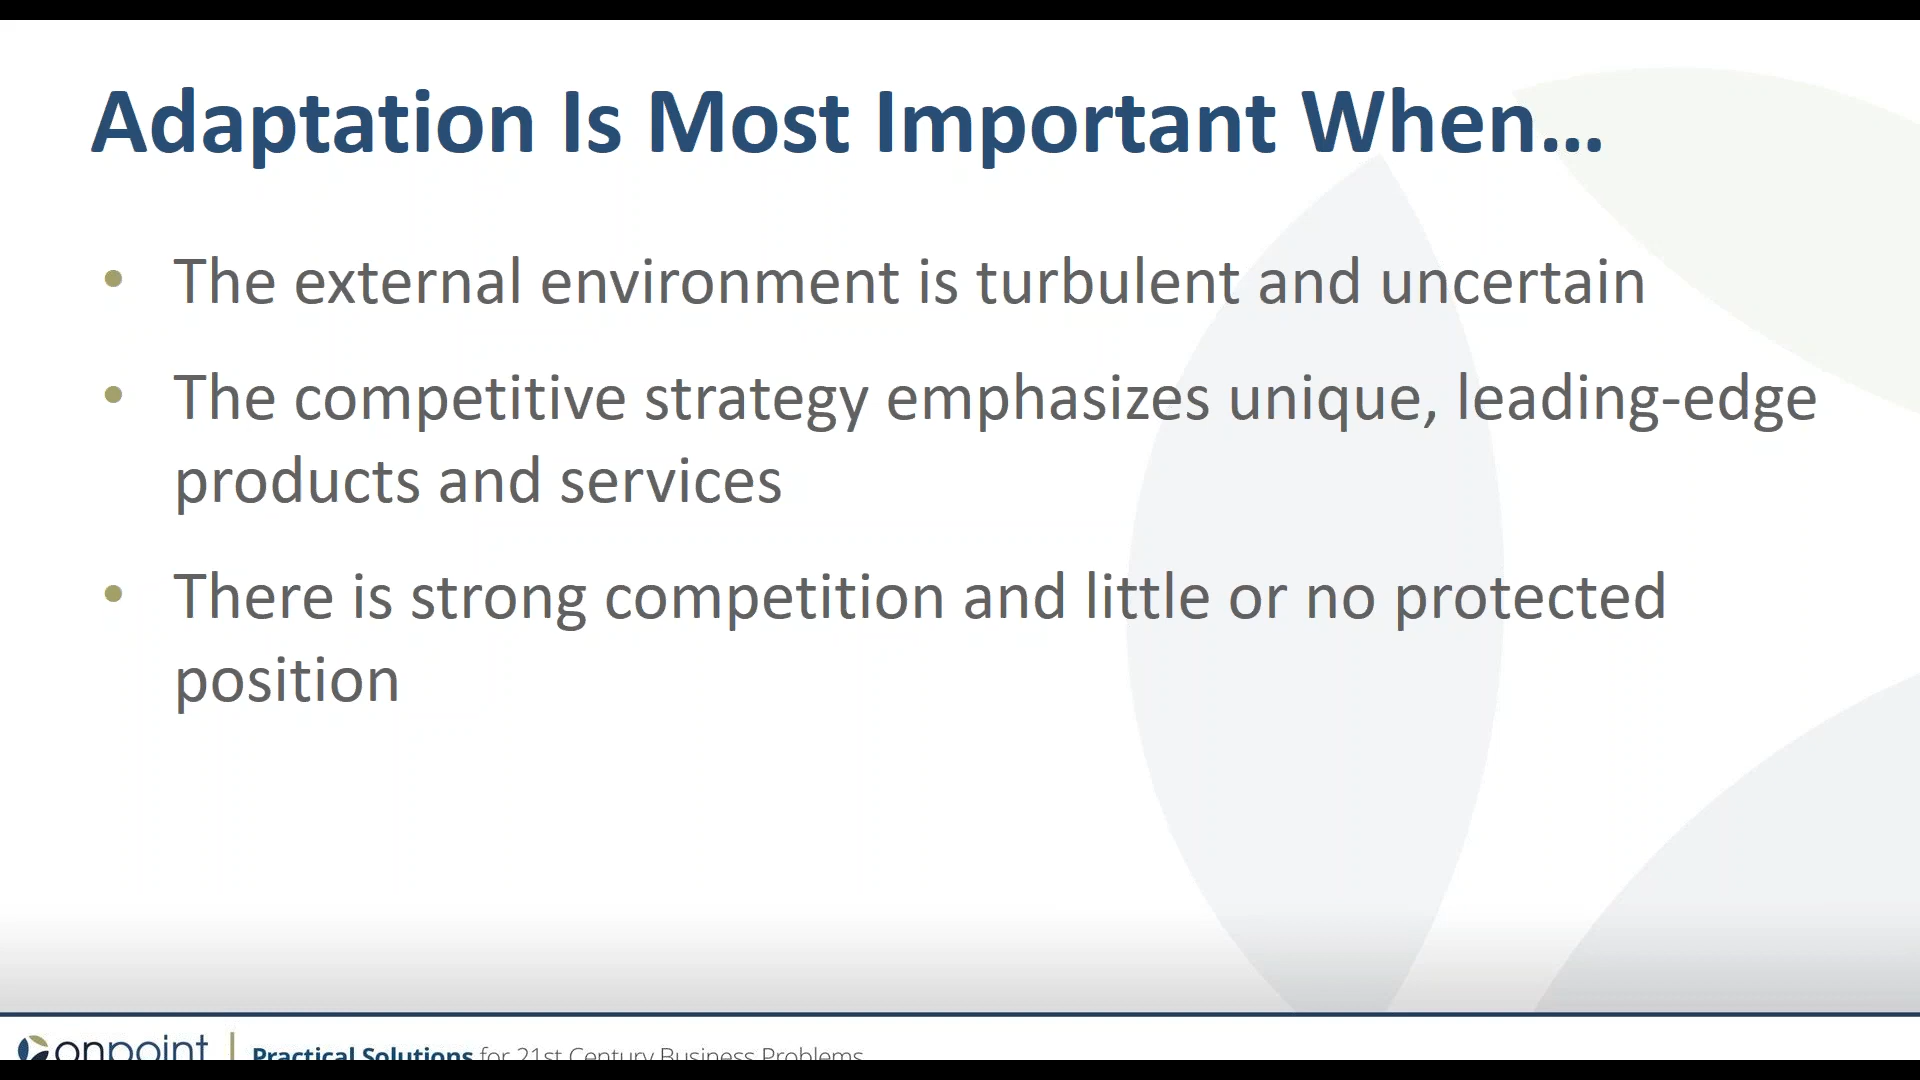 Adaptation Is Most Important When…
• The external environment is turbulent and uncertain
• The competitive strategy emphasizes unique, leading-edge
products and services
• There is strong competition and little or no protected
position
onpoint | Practical Solutions for 21st Century Business Problems